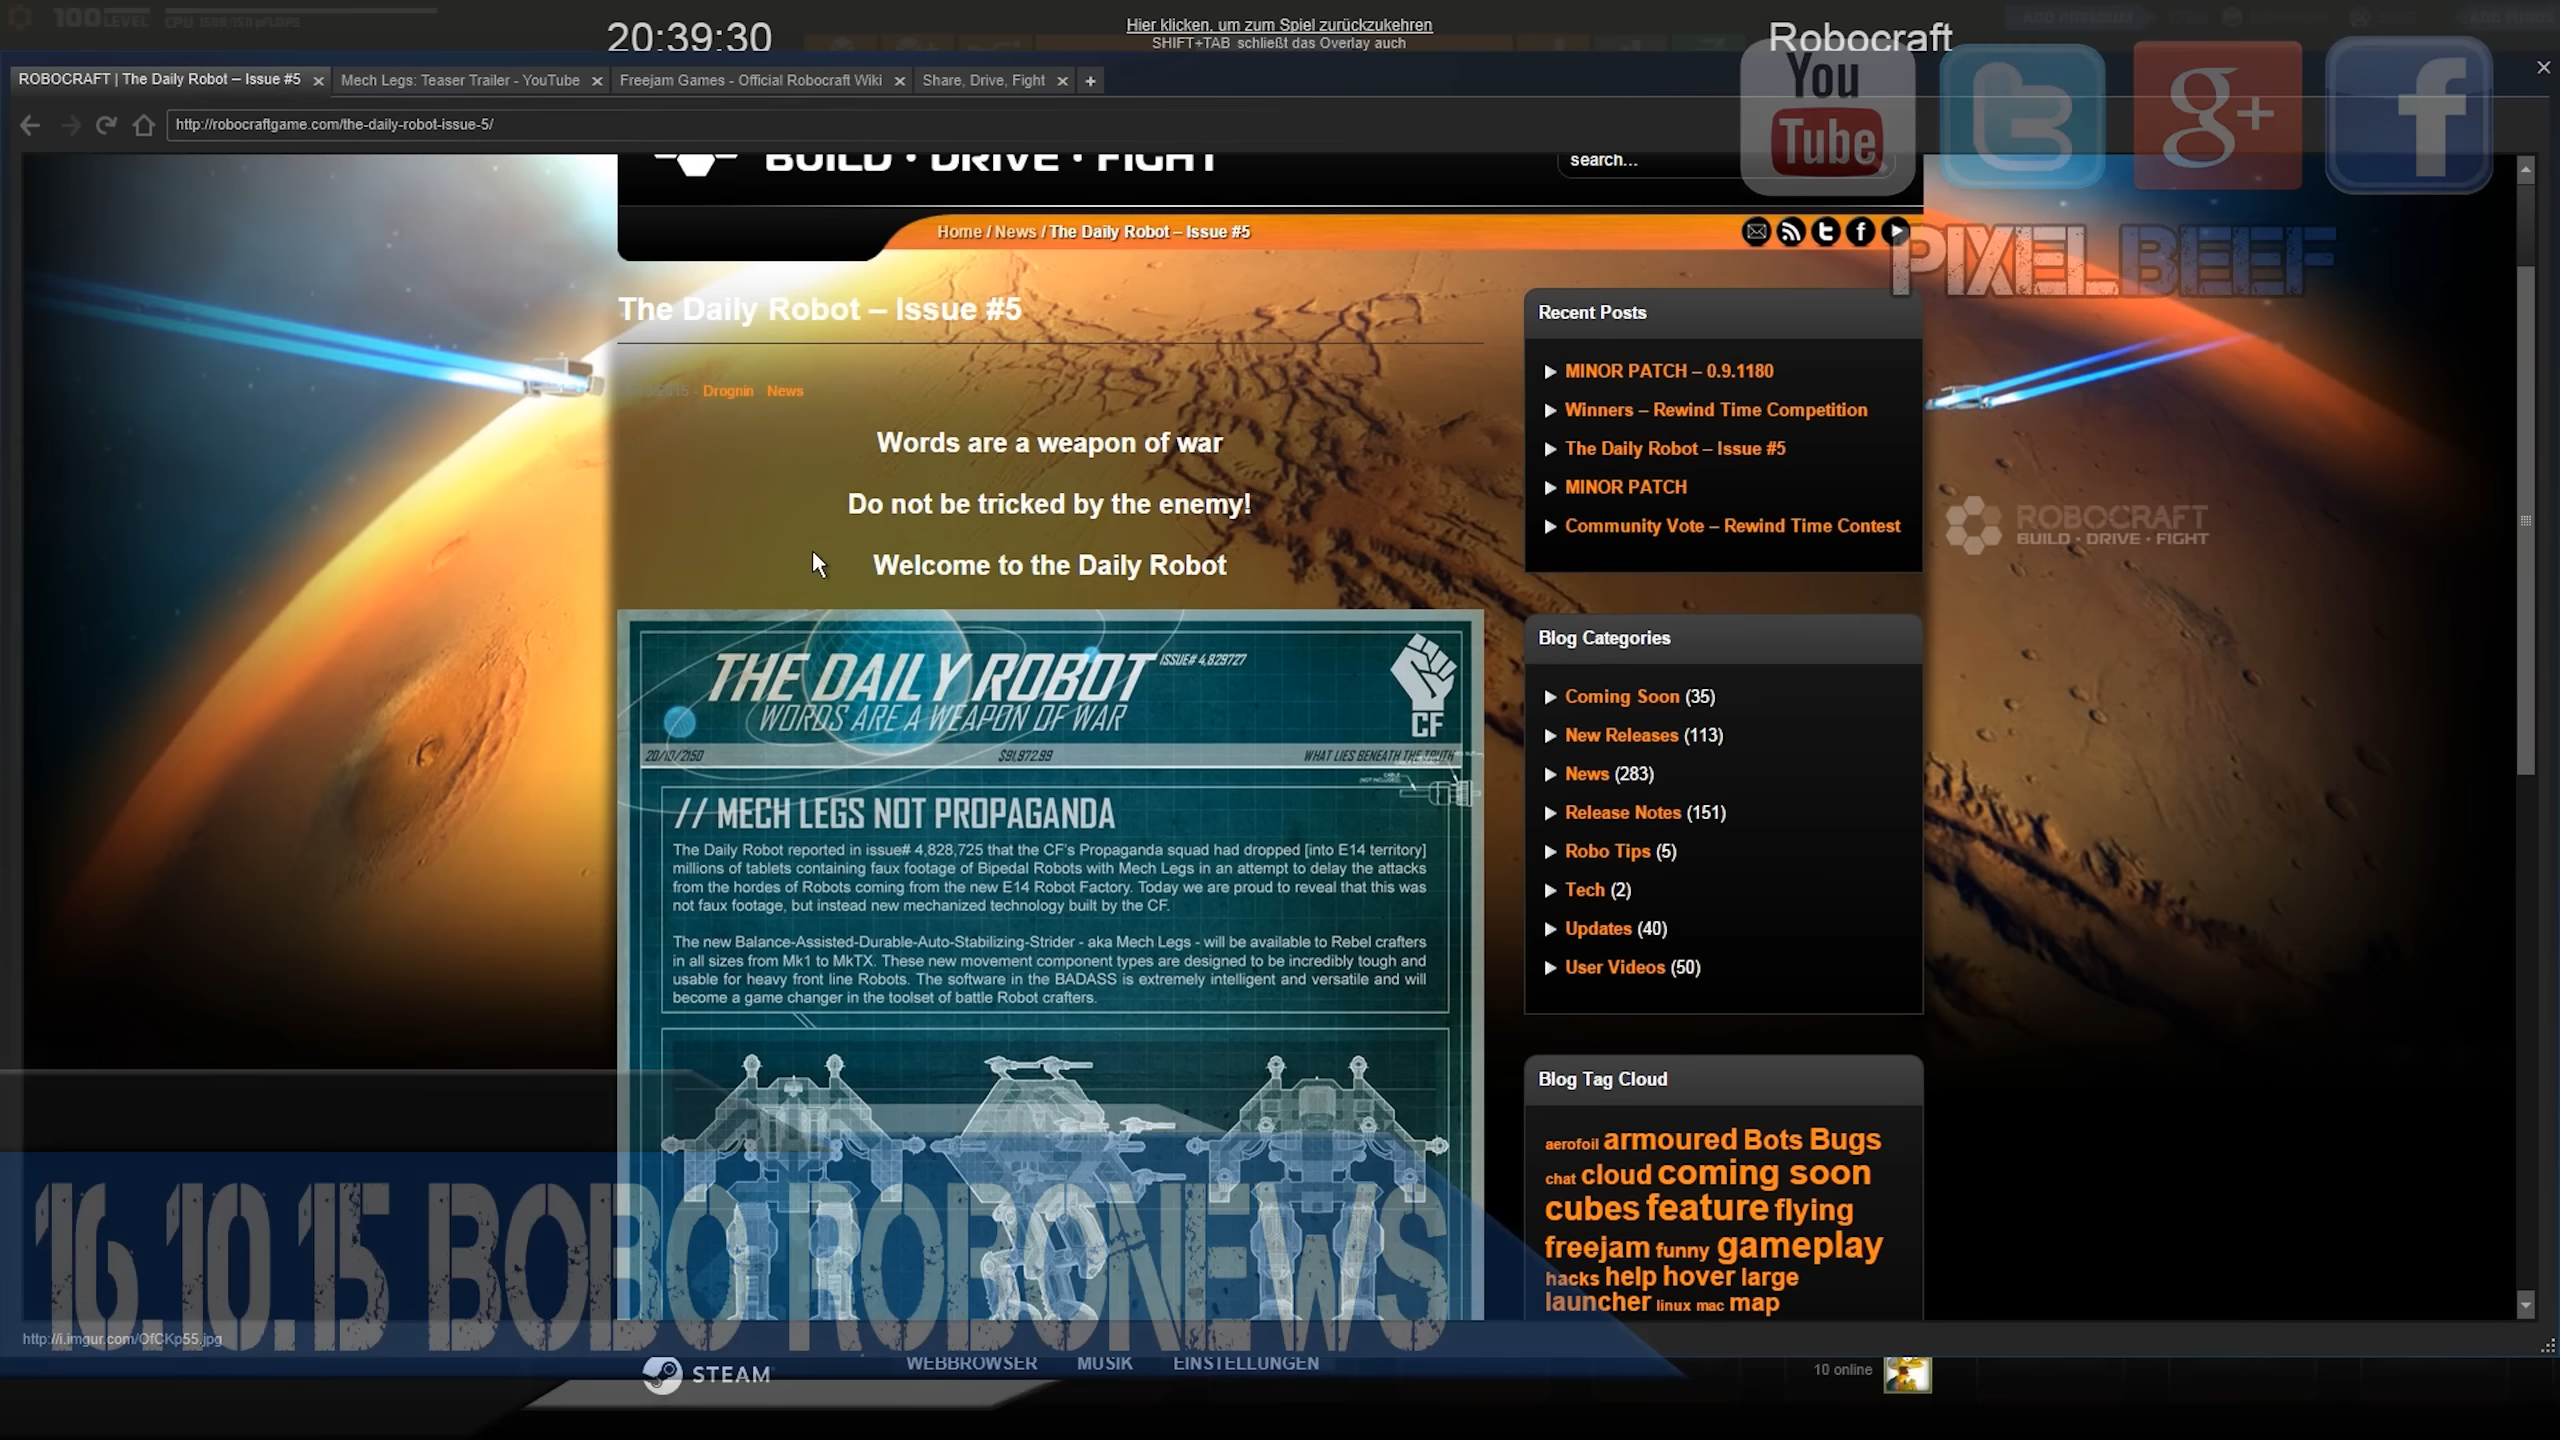 100 LEVEL
20:39:30
Hier klicken, um zum Spiel zurückzukehren
SHIFT+TAB schließt das Overlay auch
Robocraft
ROBOCRAFT | The Daily Robot – Issue #5
Mech Legs: Teaser Trailer - YouTube
Freejam Games - Official Robocraft Wiki
Share, Drive, Fight
http://robocraftgame.com/the-daily-robot-issue-5/
You
Tube
g+
PIXELBEEF
BUILD · DRIVE · FIGHT
search...
Home / News / The Daily Robot – Issue #5
The Daily Robot – Issue #5
Drognin News
Words are a weapon of war
Do not be tricked by the enemy!
Welcome to the Daily Robot
THE DAILY ROBOT
ISSUE# 4,829727
WORDS ARE A WEAPON OF WAR
CF
20/10/2150
$91,972.99
WHAT LIES BENEATH THE TRUTH
// MECH LEGS NOT PROPAGANDA
The Daily Robot reported in issue# 4,828,725 that the CF's Propaganda squad had dropped [into E14 territory]
millions of tablets containing faux footage of Bipedal Robots with Mech Legs in an attempt to delay the attacks
from the hordes of Robots coming from the new E14 Robot Factory. Today we are proud to reveal that this was
not faux footage, but instead new mechanized technology built by the CF.
The new Balance-Assisted-Durable-Auto-Stabilizing-Strider - aka Mech Legs - will be available to Rebel crafters
in all sizes from Mk1 to MkTX. These new movement component types are designed to be incredibly tough and
usable for heavy front line Robots. The software in the BADASS is extremely intelligent and versatile and will
become a game changer in the toolset of battle Robot crafters.
Recent Posts
MINOR PATCH – 0.9.1180
Winners – Rewind Time Competition
The Daily Robot – Issue #5
MINOR PATCH
Community Vote – Rewind Time Contest
Blog Categories
Coming Soon (35)
New Releases (113)
News (283)
Release Notes (151)
Robo Tips (5)
Tech (2)
Updates (40)
User Videos (50)
Blog Tag Cloud
aerofoil armoured Bots Bugs
chat cloud coming soon
cubes feature flying
freejam funny gameplay
hacks help hover large
launcher linux mac map
ROBOCRAFT
BUILD · DRIVE · FIGHT
16.10.15 BOBO ROBONEWS
http://i.imgur.com/OfCKp55.jpg
STEAM
WEBBROWSER
MUSIK
EINSTELLUNGEN
10 online